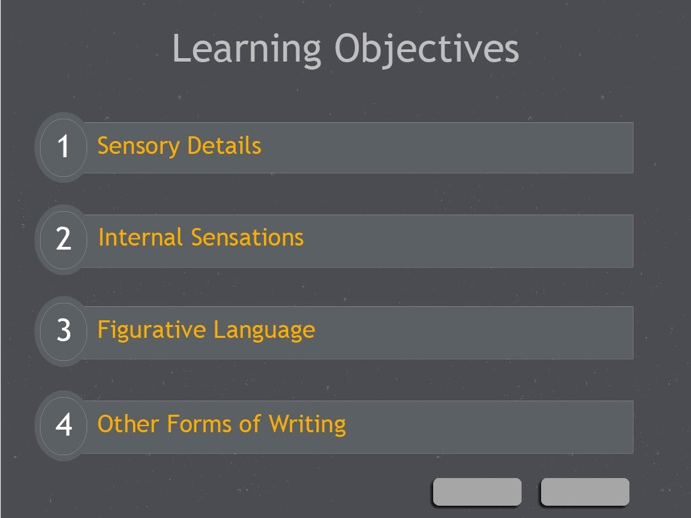 Learning Objectives
1 Sensory Details
2 Internal Sensations
3 Figurative Language
4 Other Forms of Writing